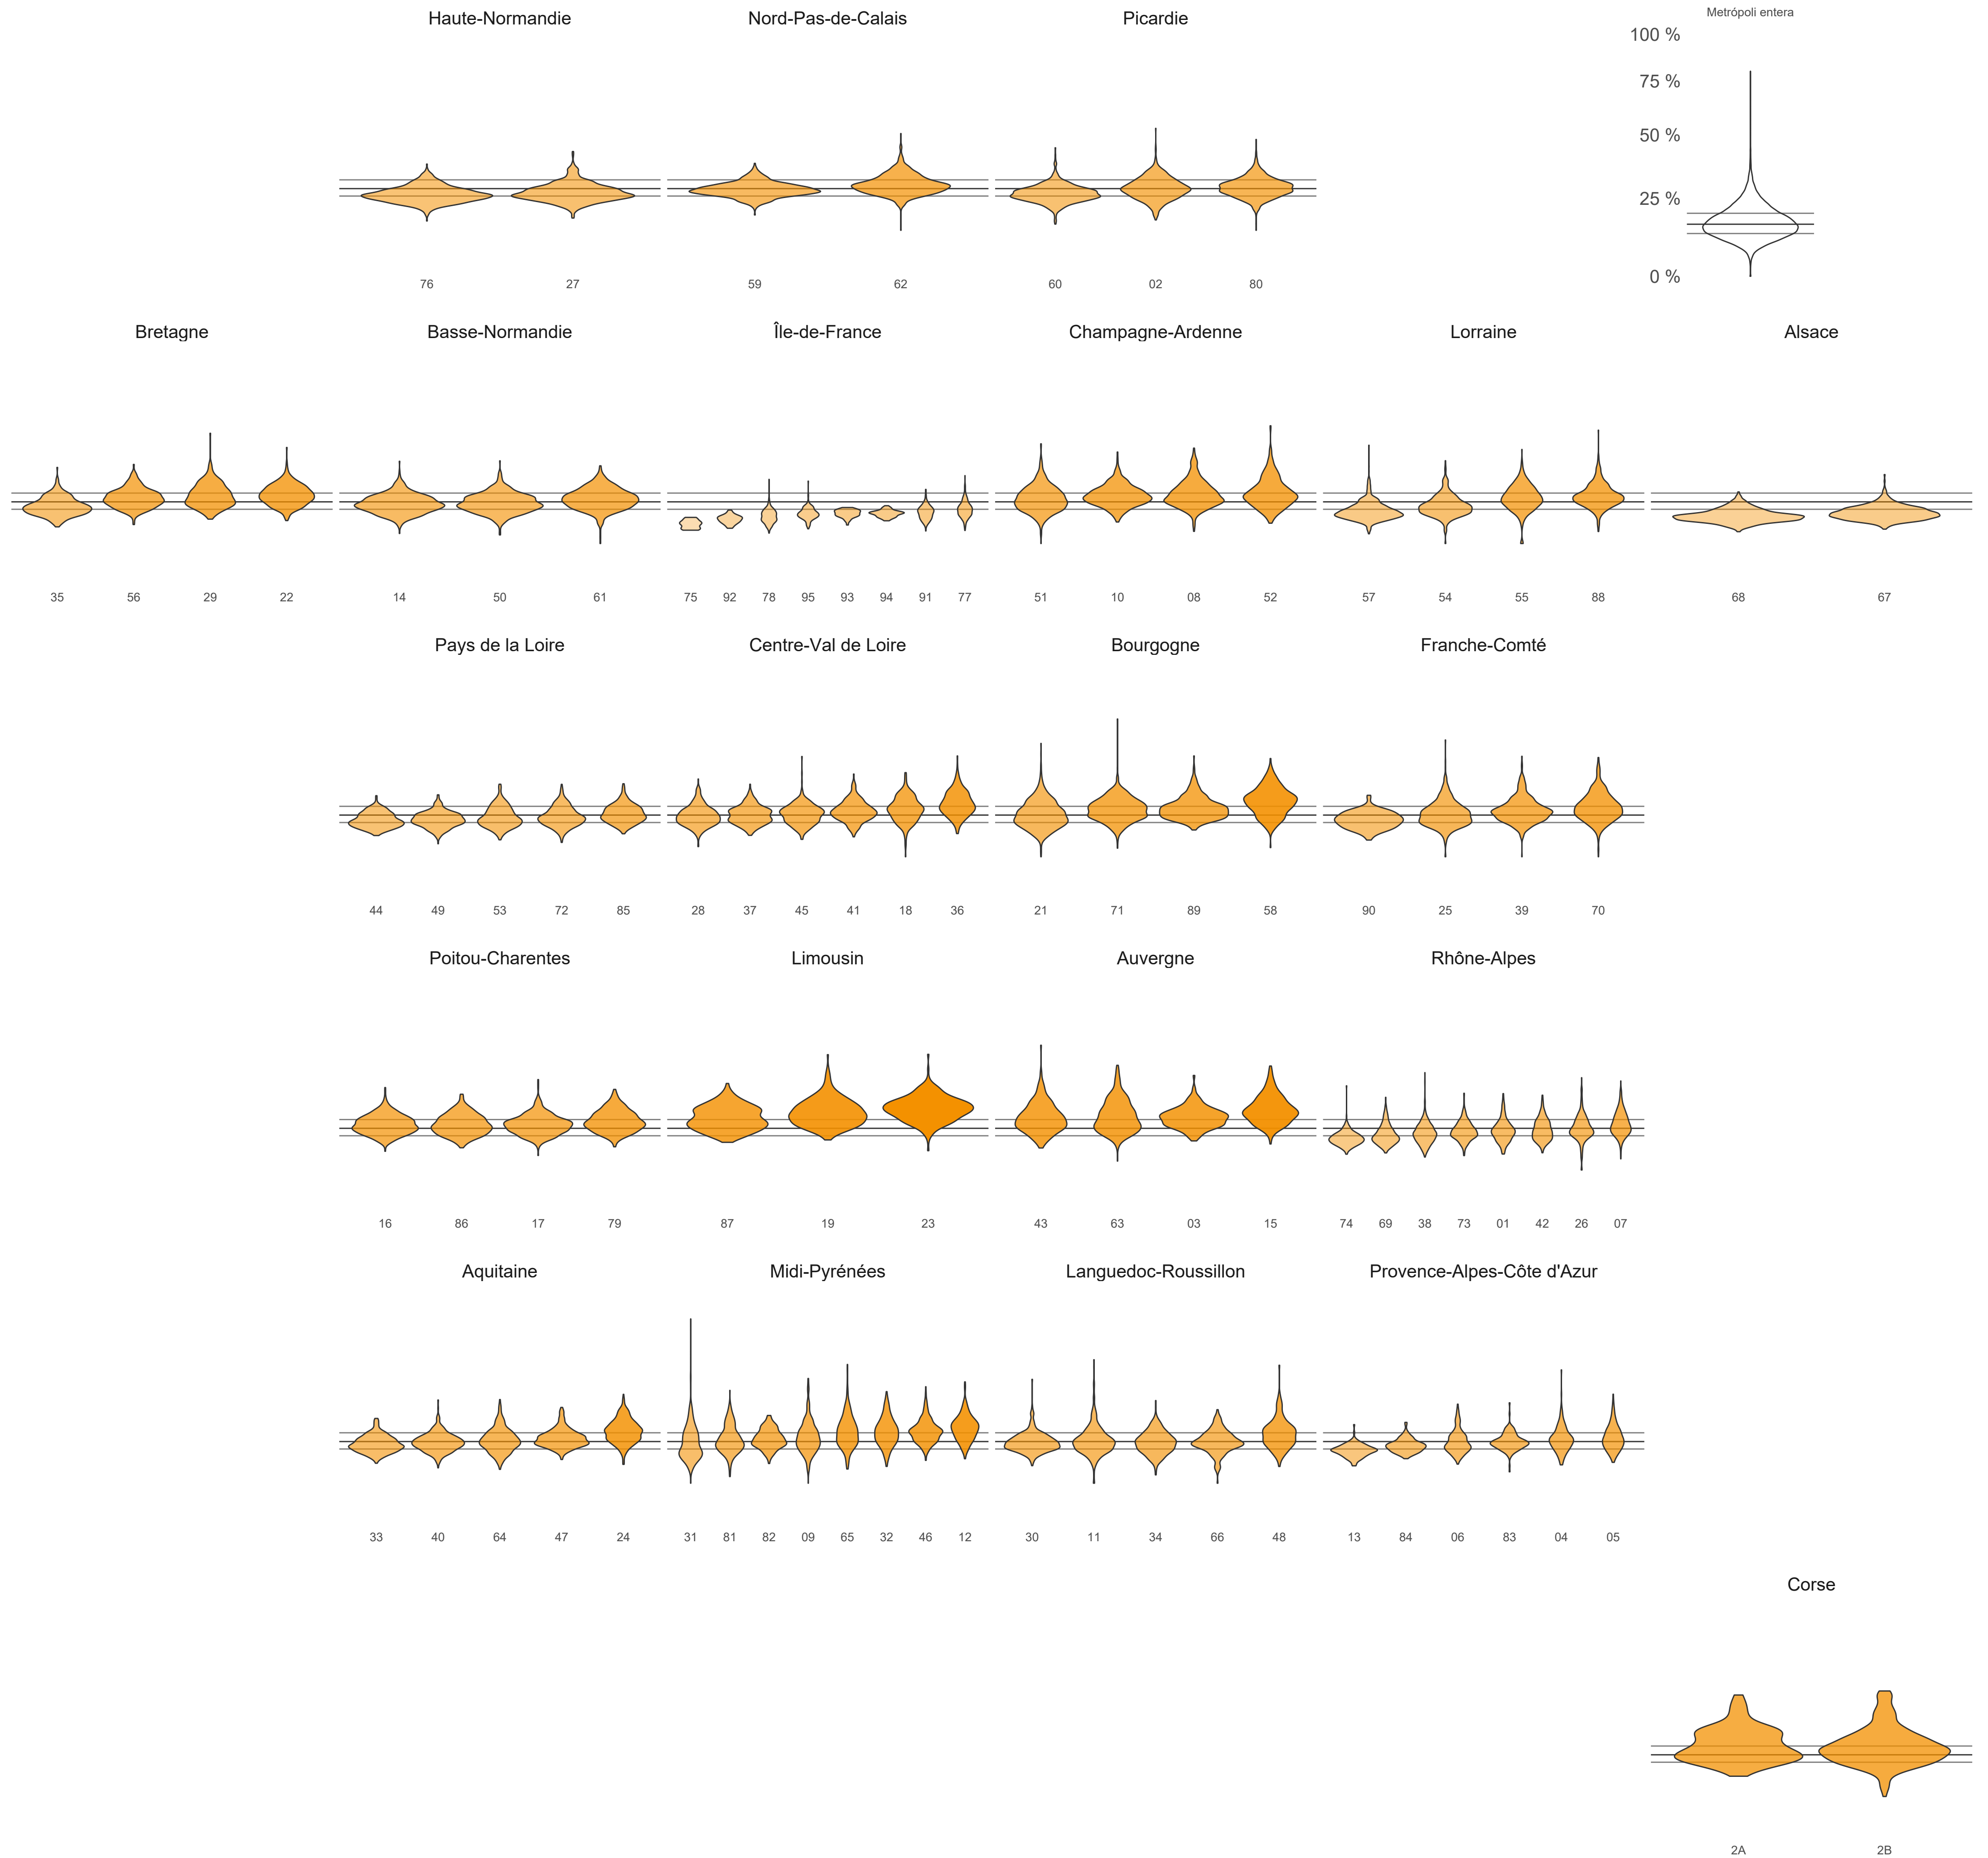 Haute-Normandie Nord-Pas-de-Calais Picardie Metrópoli entera
100 %
75 %
50 %
25 %
0 %
76 27 59 62 60 02 80
Bretagne Basse-Normandie Île-de-France Champagne-Ardenne Lorraine Alsace
35 56 29 22 14 50 61 75 92 78 95 93 94 91 77 51 10 08 52 57 54 55 88 68 67
Pays de la Loire Centre-Val de Loire Bourgogne Franche-Comté
44 49 53 72 85 28 37 45 41 18 36 21 71 89 58 90 25 39 70
Poitou-Charentes Limousin Auvergne Rhône-Alpes
16 86 17 79 87 19 23 43 63 03 15 74 69 38 73 01 42 26 07
Aquitaine Midi-Pyrénées Languedoc-Roussillon Provence-Alpes-Côte d'Azur
33 40 64 47 24 31 81 82 09 65 32 46 12 30 11 34 66 48 13 84 06 83 04 05
Corse
2A 2B